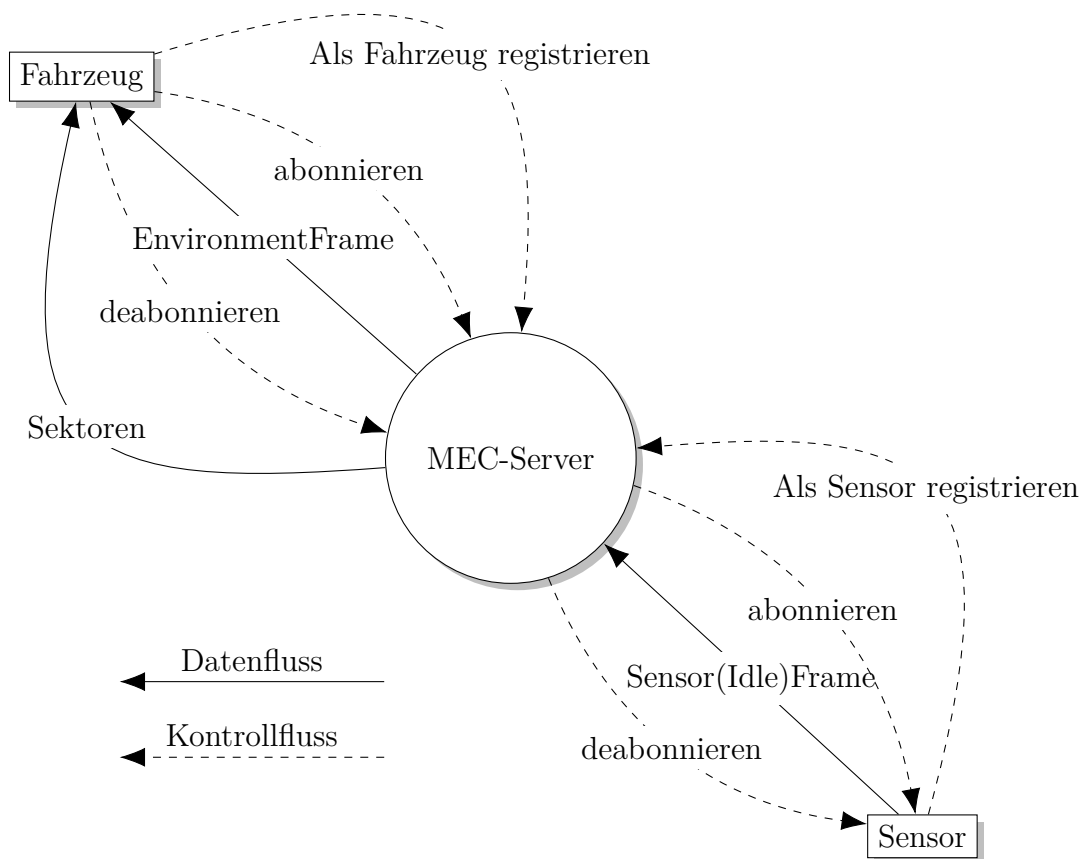 Als Fahrzeug registrieren
Fahrzeug
abonnieren
EnvironmentFrame
deabonnieren
Sektoren
MEC-Server
Als Sensor registrieren
abonnieren
Datenfluss
Sensor(Idle)Frame
Kontrollfluss
deabonnieren
Sensor